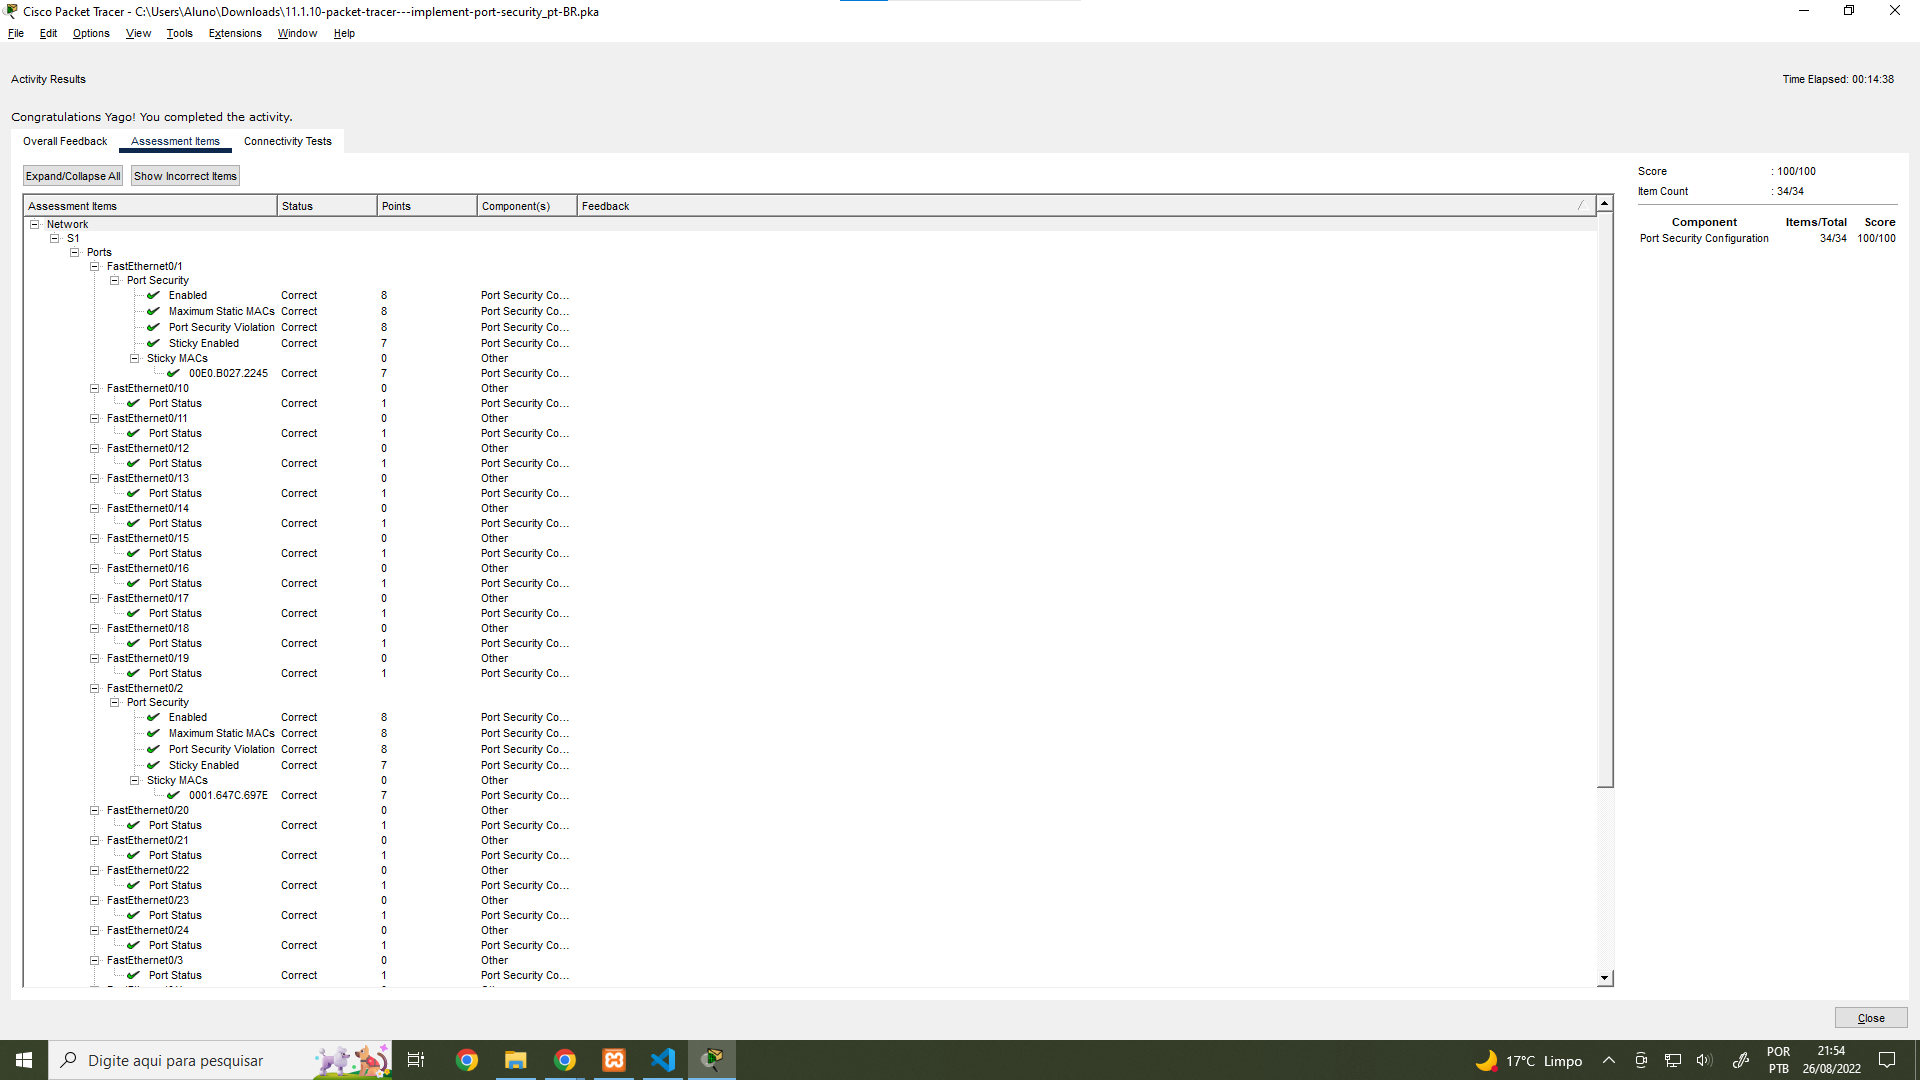 Cisco Packet Tracer - C:\Users\Aluno\Downloads\11.1.10-packet-tracer---implement-port-security_pt-BR.pka
File Edit Options View Tools Extensions Window Help
Activity Results
Time Elapsed: 00:14:38
Congratulations Yago! You completed the activity.
Overall Feedback Assessment Items Connectivity Tests
Expand/Collapse All Show Incorrect Items
Assessment Items Status Points Component(s) Feedback
Network
S1
Ports
FastEthernet0/1
Port Security
Enabled Correct 8 Port Security Co...
Maximum Static MACs Correct 8 Port Security Co...
Port Security Violation Correct 8 Port Security Co...
Sticky Enabled Correct 7 Port Security Co...
Sticky MACs 0 Other
00E0.B027.2245 Correct 7 Port Security Co...
FastEthernet0/10 0 Other
Port Status Correct 1 Port Security Co...
FastEthernet0/11 0 Other
Port Status Correct 1 Port Security Co...
FastEthernet0/12 0 Other
Port Status Correct 1 Port Security Co...
FastEthernet0/13 0 Other
Port Status Correct 1 Port Security Co...
FastEthernet0/14 0 Other
Port Status Correct 1 Port Security Co...
FastEthernet0/15 0 Other
Port Status Correct 1 Port Security Co...
FastEthernet0/16 0 Other
Port Status Correct 1 Port Security Co...
FastEthernet0/17 0 Other
Port Status Correct 1 Port Security Co...
FastEthernet0/18 0 Other
Port Status Correct 1 Port Security Co...
FastEthernet0/19 0 Other
Port Status Correct 1 Port Security Co...
FastEthernet0/2
Port Security
Enabled Correct 8 Port Security Co...
Maximum Static MACs Correct 8 Port Security Co...
Port Security Violation Correct 8 Port Security Co...
Sticky Enabled Correct 7 Port Security Co...
Sticky MACs 0 Other
0001.647C.697E Correct 7 Port Security Co...
FastEthernet0/20 0 Other
Port Status Correct 1 Port Security Co...
FastEthernet0/21 0 Other
Port Status Correct 1 Port Security Co...
FastEthernet0/22 0 Other
Port Status Correct 1 Port Security Co...
FastEthernet0/23 0 Other
Port Status Correct 1 Port Security Co...
FastEthernet0/24 0 Other
Port Status Correct 1 Port Security Co...
FastEthernet0/3 0 Other
Port Status Correct 1 Port Security Co...
Score : 100/100
Item Count : 34/34
Component Items/Total Score
Port Security Configuration 34/34 100/100
Close
Digite aqui para pesquisar
17°C Limpo
POR
PTB
21:54
26/08/2022